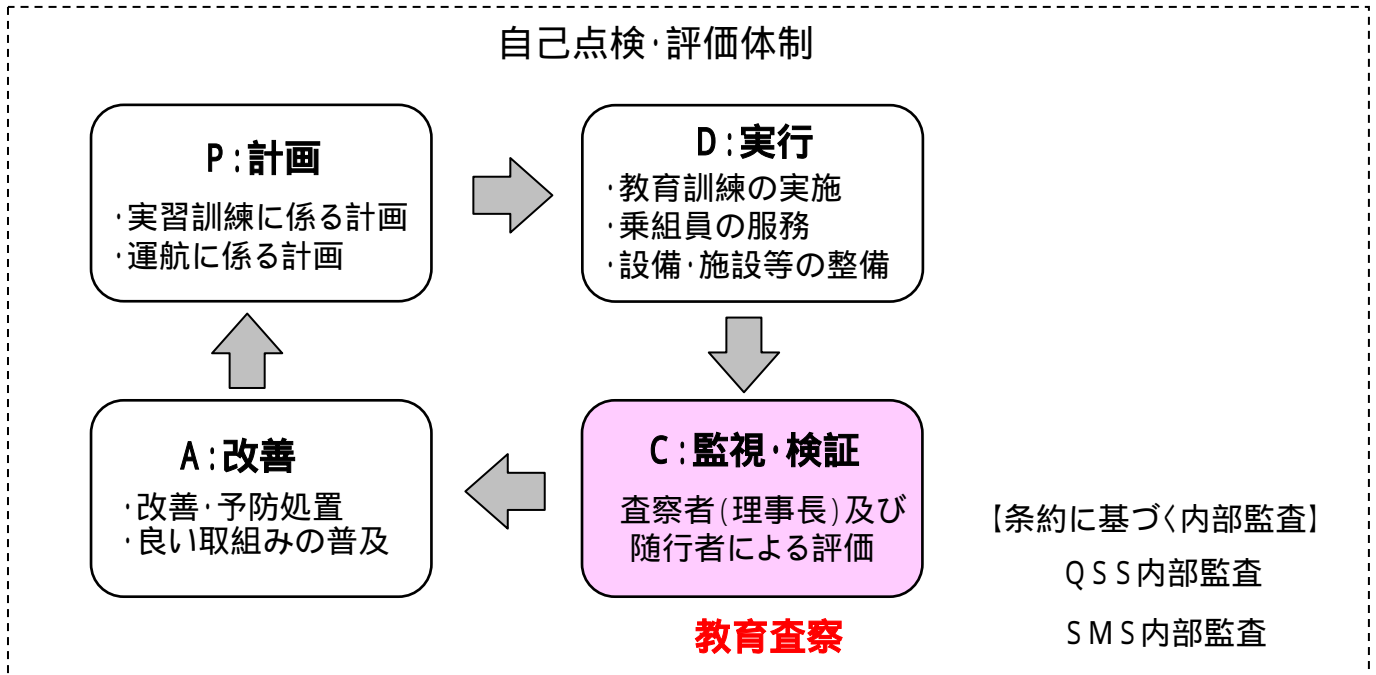 自己点検・評価体制
P:計画
・実習訓練に係る計画
・運航に係る計画
D:実行
・教育訓練の実施
・乗組員の服務
・設備・施設等の整備
A:改善
・改善・予防処置
・良い取組みの普及
C:監視・検証
査察者(理事長)及び
随行者による評価
教育査察
【条約に基づく内部監査】
QSS内部監査
SMS内部監査